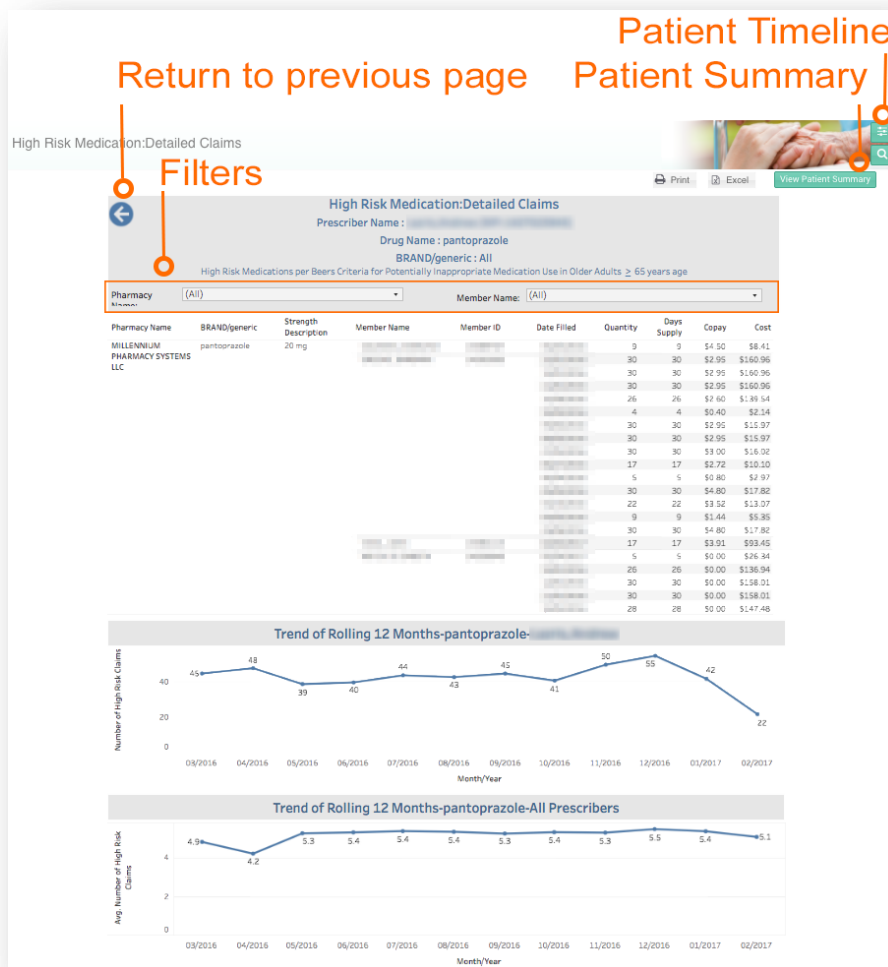 Patient Timeline
Return to previous page Patient Summary
High Risk Medication:Detailed Claims
Filters
Print Excel View Patient Summary
High Risk Medication:Detailed Claims
Prescriber Name :
Drug Name : pantoprazole
BRAND/generic : All
High Risk Medications per Beers Criteria for Potentially Inappropriate Medication Use in Older Adults ≥ 65 years age
Pharmacy Name: (All) Member Name: (All)
Pharmacy Name BRAND/generic Strength Description Member Name Member ID Date Filled Quantity Days Supply Copay Cost
MILLENNIUM PHARMACY SYSTEMS LLC pantoprazole 20 mg 9 9 $4.50 $8.41
30 30 $2.95 $160.96
30 30 $2.95 $160.96
30 30 $2.95 $160.96
26 26 $2.60 $139.54
4 4 $0.40 $2.14
30 30 $2.95 $15.97
30 30 $2.95 $15.97
30 30 $3.00 $16.02
17 17 $2.72 $10.10
5 5 $0.80 $2.97
30 30 $4.80 $17.82
22 22 $3.52 $13.07
9 9 $1.44 $5.35
30 30 $4.80 $17.82
17 17 $3.91 $93.45
5 5 $0.00 $26.34
26 26 $0.00 $136.94
30 30 $0.00 $158.01
30 30 $0.00 $158.01
28 28 $0.00 $147.48
Trend of Rolling 12 Months-pantoprazole-
Number of High Risk Claims
40
20
0
45 48 39 40 44 43 45 41 50 55 42 22
03/2016 04/2016 05/2016 06/2016 07/2016 08/2016 09/2016 10/2016 11/2016 12/2016 01/2017 02/2017
Month/Year
Trend of Rolling 12 Months-pantoprazole-All Prescribers
Avg. Number of High Risk Claims
4
2
0
4.9 4.2 5.3 5.4 5.4 5.4 5.3 5.4 5.3 5.5 5.4 5.1
03/2016 04/2016 05/2016 06/2016 07/2016 08/2016 09/2016 10/2016 11/2016 12/2016 01/2017 02/2017
Month/Year